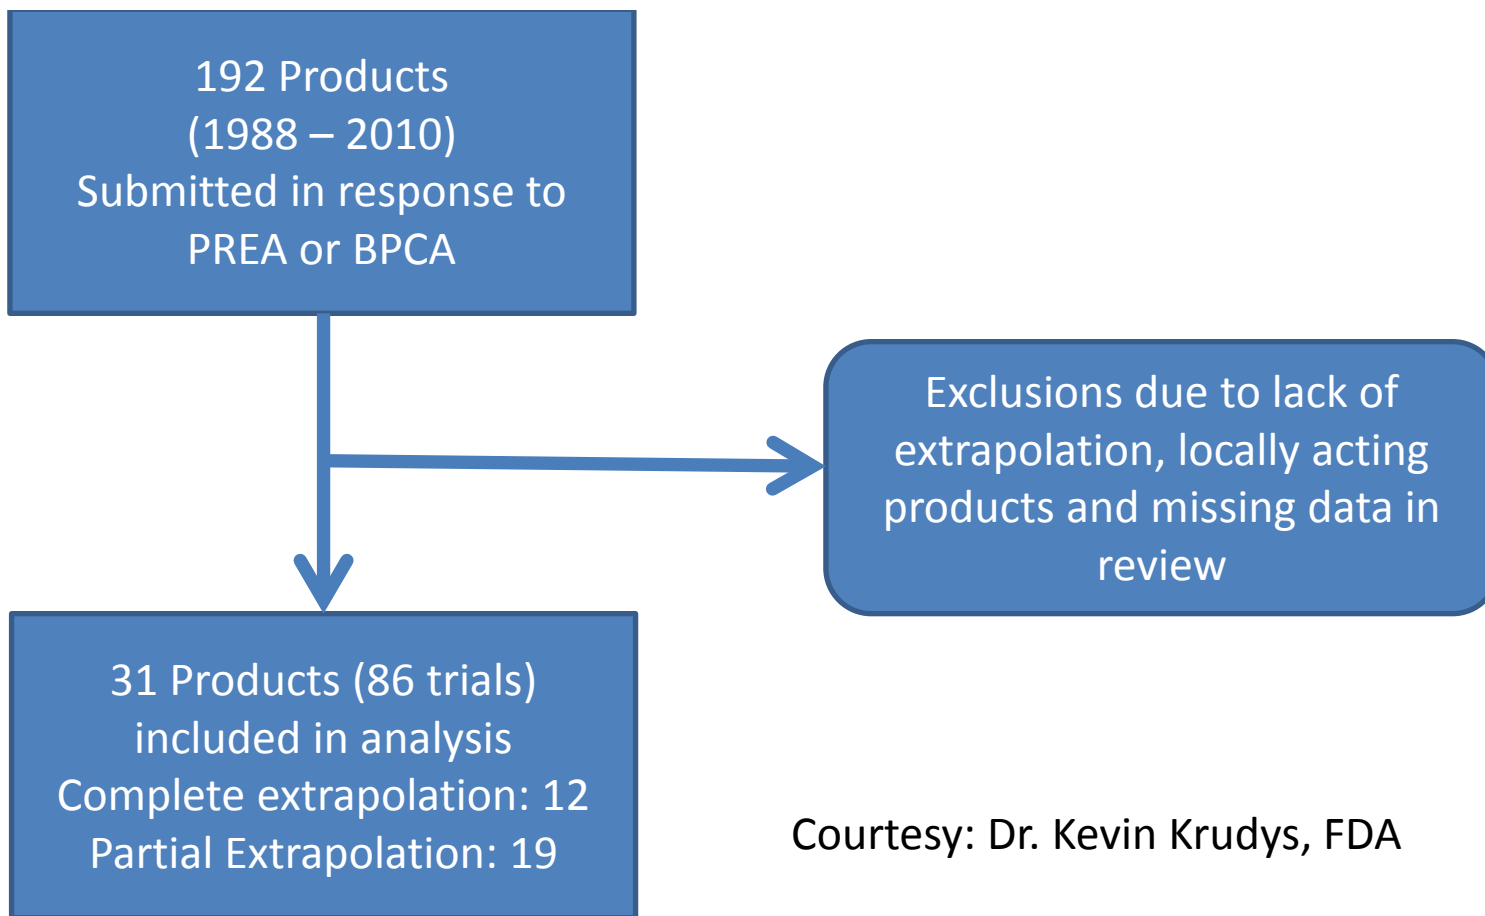 192 Products
(1988 – 2010)
Submitted in response to
PREA or BPCA
Exclusions due to lack of
extrapolation, locally acting
products and missing data in
review
31 Products (86 trials)
included in analysis
Complete extrapolation: 12
Partial Extrapolation: 19
Courtesy: Dr. Kevin Krudys, FDA